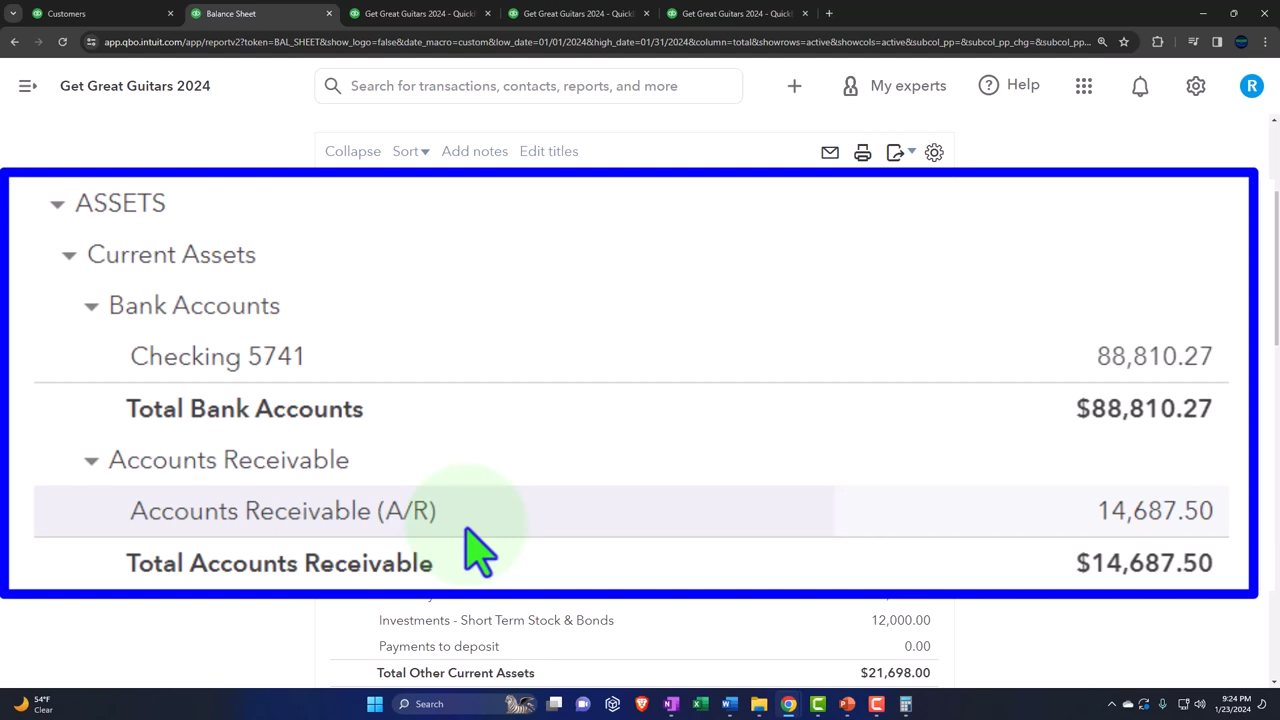 Customers
Balance Sheet
Get Great Guitars 2024 - Quick
Get Great Guitars 2024 - Quick
Get Great Guitars 2024 - Quick
app.qbo.intuit.com/app/reportv2?token=BAL_SHEET&show_logo=false&date_macro=custom&low_date=01/01/2024&high_date=01/31/2024&column=total&showrows=active&showcols=active&subcol_pp=&subcol_pp_chg=&subcol_pp...
Get Great Guitars 2024
Search for transactions, contacts, reports, and more
My experts
Help
R
Collapse Sort Add notes Edit titles
ASSETS
Current Assets
Bank Accounts
Checking 5741 88,810.27
Total Bank Accounts $88,810.27
Accounts Receivable
Accounts Receivable (A/R) 14,687.50
Total Accounts Receivable $14,687.50
Investments - Short Term Stock & Bonds 12,000.00
Payments to deposit 0.00
Total Other Current Assets $21,698.00
54°F
Clear
Search
9:24 PM
1/23/2024